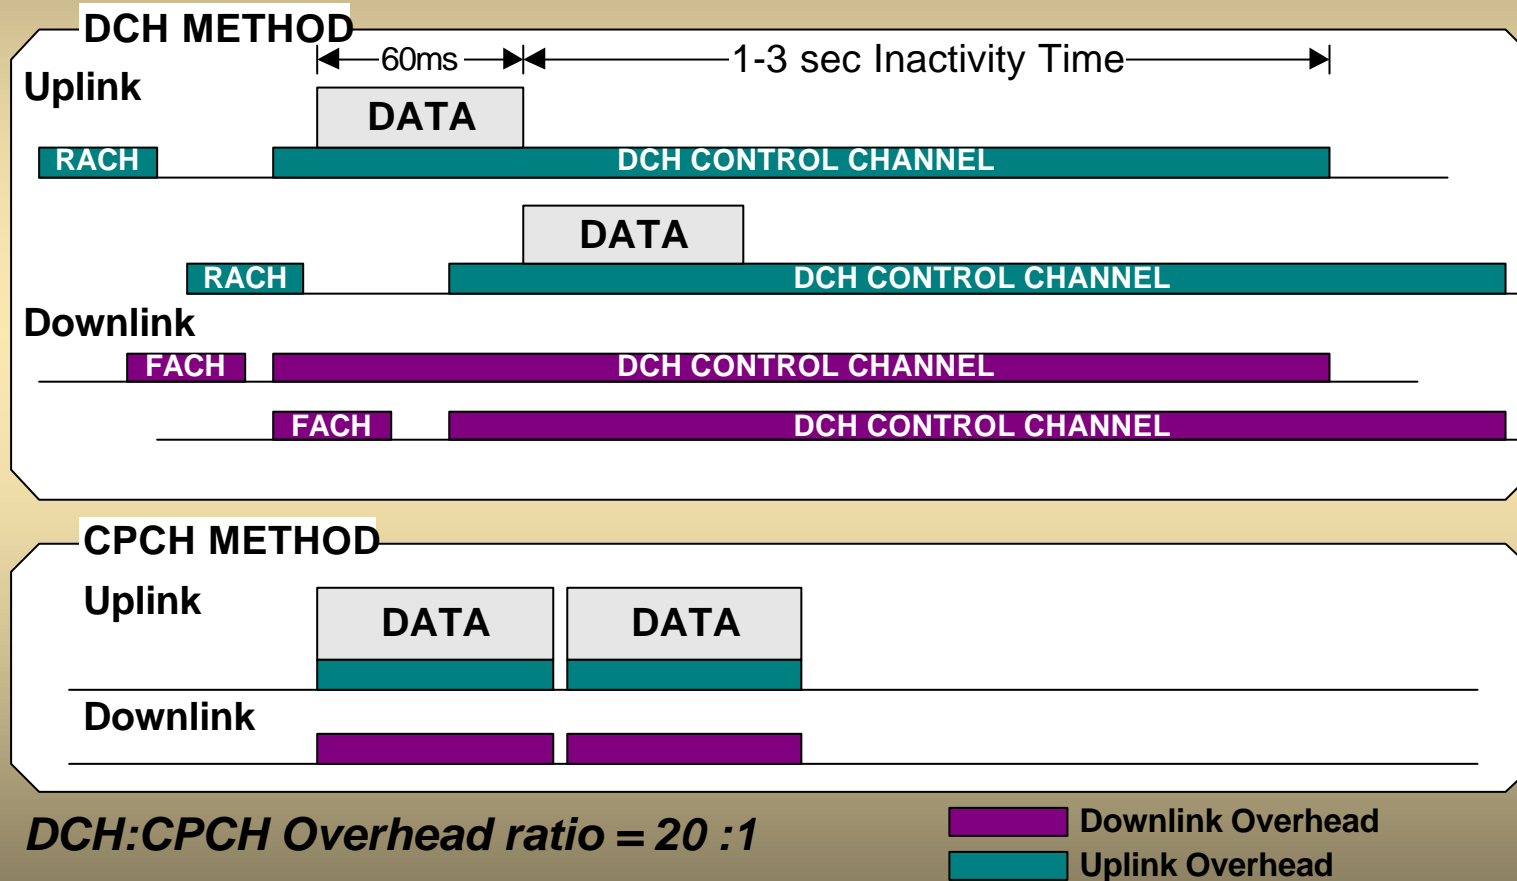 DCH METHOD
60ms
1-3 sec Inactivity Time
Uplink
DATA
RACH
DCH CONTROL CHANNEL
DATA
RACH
DCH CONTROL CHANNEL
Downlink
FACH
DCH CONTROL CHANNEL
FACH
DCH CONTROL CHANNEL
CPCH METHOD
Uplink
DATA
DATA
Downlink
DCH:CPCH Overhead ratio = 20 :1
Downlink Overhead
Uplink Overhead